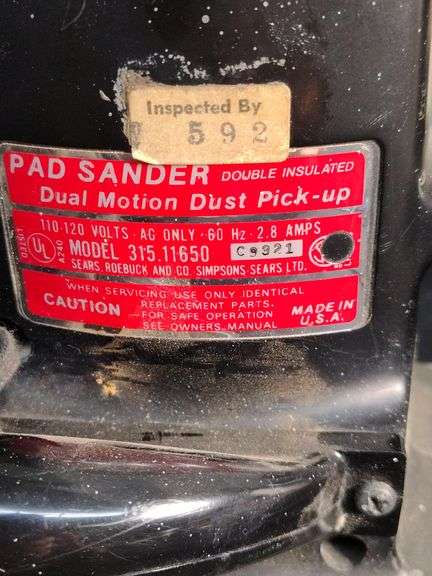 Inspected By
592
PAD SANDER DOUBLE INSULATED
Dual Motion Dust Pick-up
110-120 VOLTS - AC ONLY - 60 Hz - 2.8 AMPS
UL A240 MODEL 315.11650 C9321
SEARS, ROEBUCK AND CO. SIMPSONS-SEARS LTD.
CAUTION
WHEN SERVICING USE ONLY IDENTICAL
REPLACEMENT PARTS.
FOR SAFE OPERATION
SEE OWNERS MANUAL
MADE IN
U.S.A.